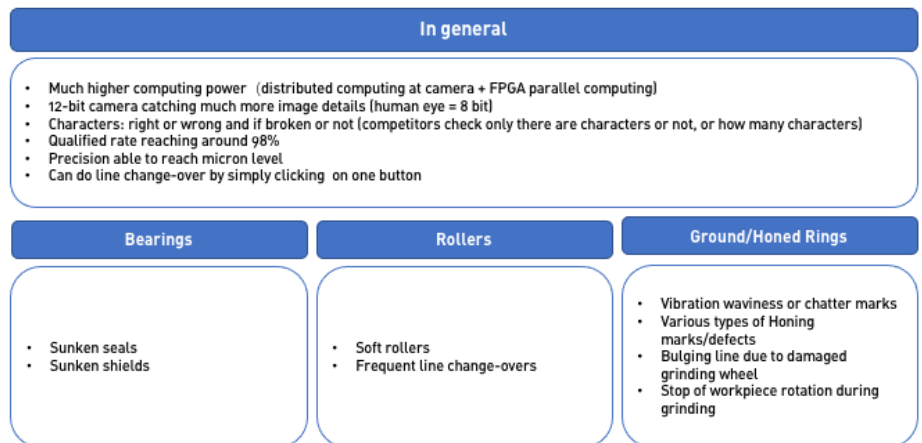 In general
• Much higher computing power （distributed computing at camera + FPGA parallel computing)
• 12-bit camera catching much more image details (human eye = 8 bit)
• Characters: right or wrong and if broken or not (competitors check only there are characters or not, or how many characters)
• Qualified rate reaching around 98%
• Precision able to reach micron level
• Can do line change-over by simply clicking on one button
Bearings
• Sunken seals
• Sunken shields
Rollers
• Soft rollers
• Frequent line change-overs
Ground/Honed Rings
• Vibration waviness or chatter marks
• Various types of Honing
marks/defects
• Bulging line due to damaged
grinding wheel
• Stop of workpiece rotation during
grinding